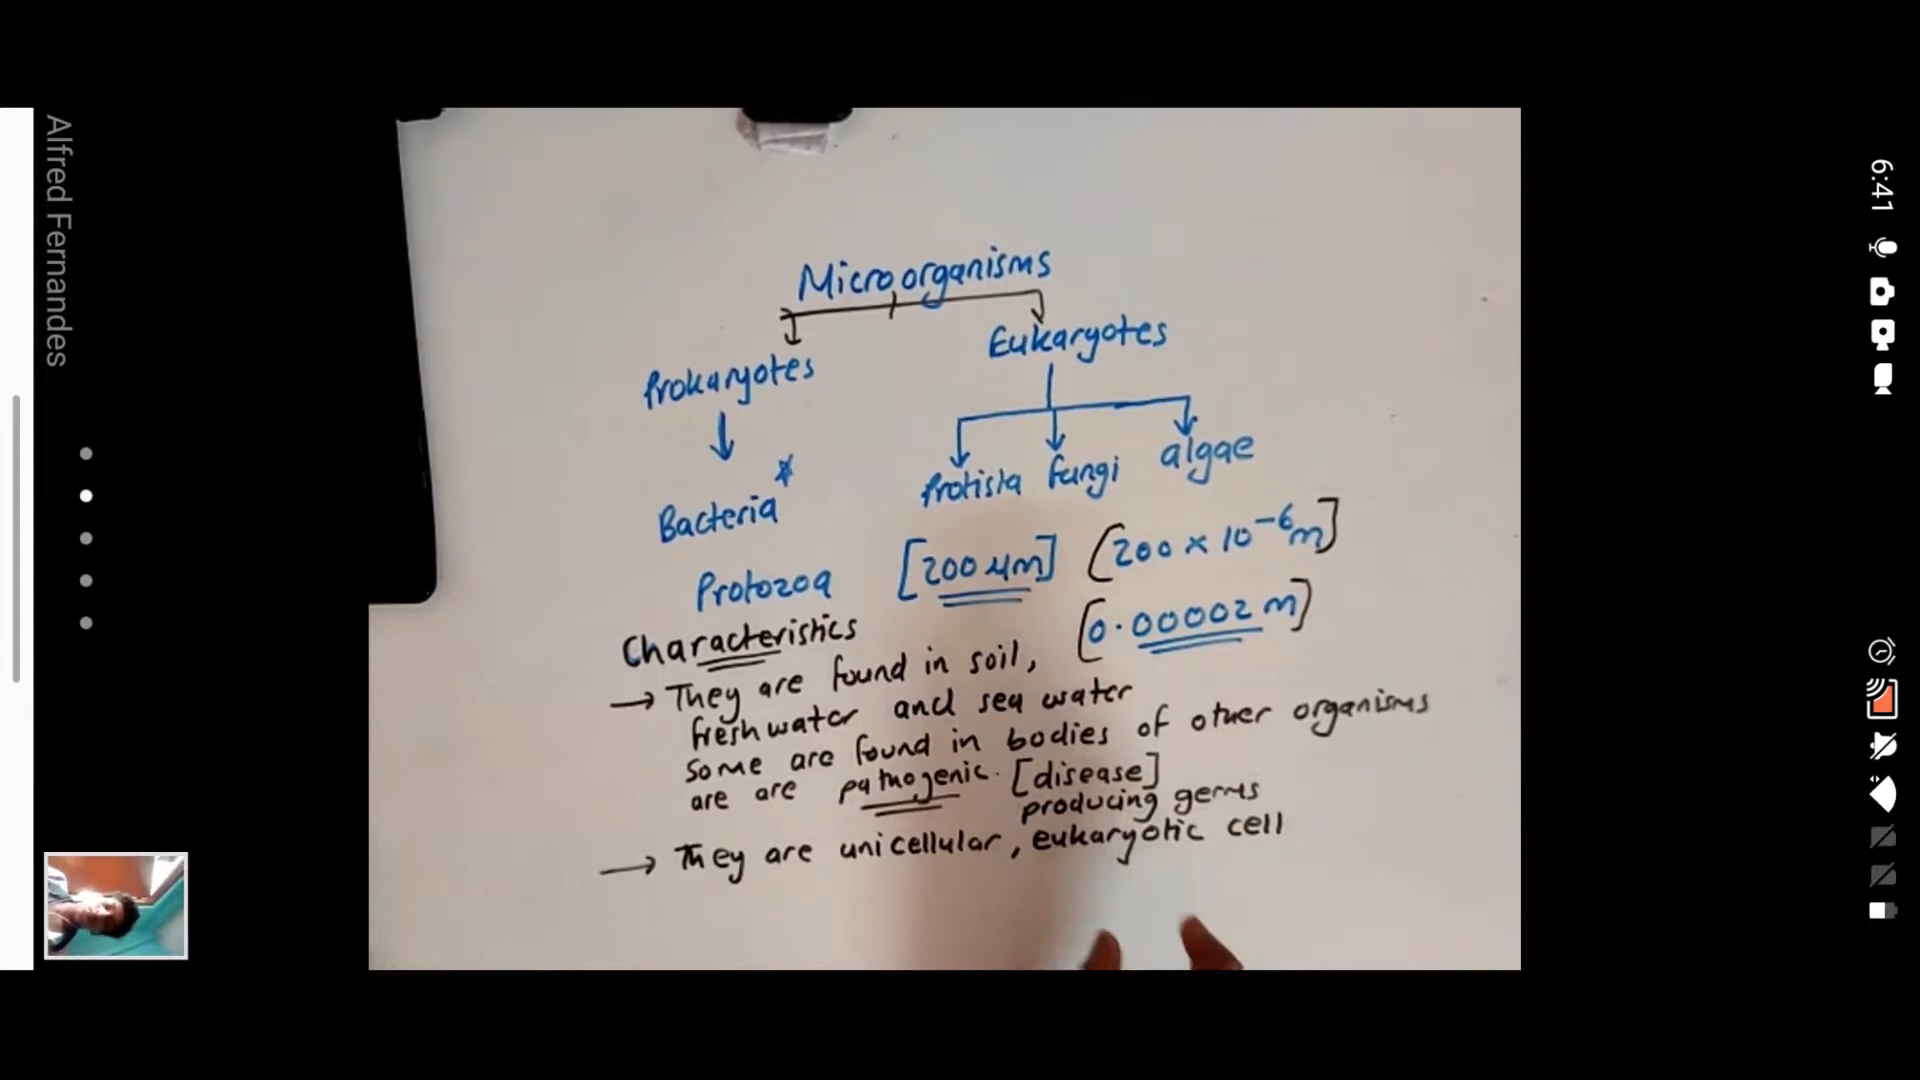 Alfred Fernandes
6:41
Microorganisms
Prokaryotes
Eukaryotes
Bacteria *
Protista fungi algae
Protozoa [200 μm] [200 × 10⁻⁶m]
[0.00002 m]
Characteristics
→ They are found in soil,
freshwater and sea water
Some are found in bodies of other organisms
are are pathogenic. [disease]
producing germs
→ They are unicellular, eukaryotic cell